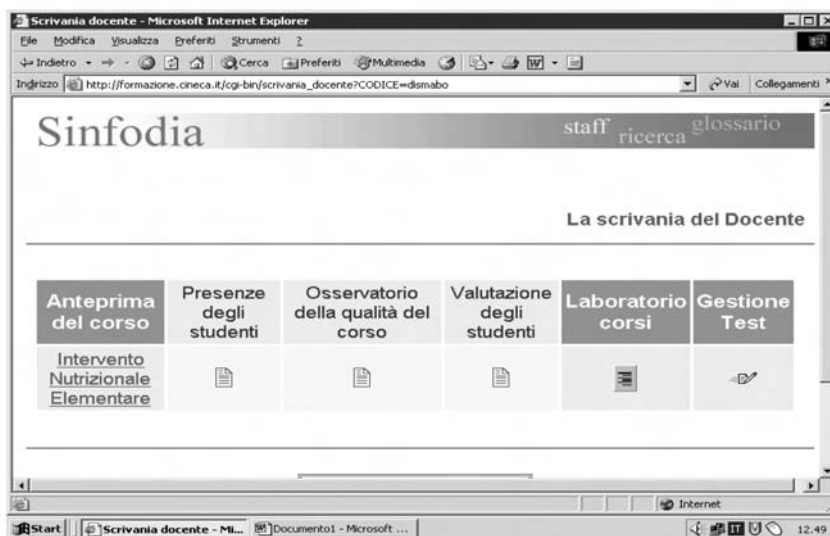 Scrivania docente - Microsoft Internet Explorer
File Modifica Visualizza Preferiti Strumenti ?
Indietro Cerca Preferiti Multimedia
Indirizzo http://formazione.cineca.it/cgi-bin/scrivania_docente?CODICE=dismabo Vai Collegamenti »
Sinfodia staff ricerca glossario
La scrivania del Docente
Anteprima del corso
Presenze degli studenti
Osservatorio della qualità del corso
Valutazione degli studenti
Laboratorio corsi
Gestione Test
Intervento
Nutrizionale
Elementare
Internet
Start Scrivania docente - Mi... Documento1 - Microsoft ... IT 12.49